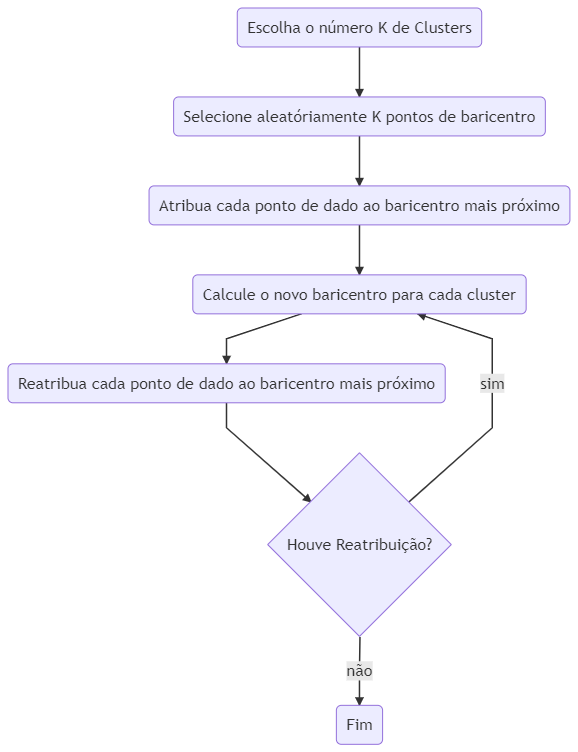 Escolha o número K de Clusters
Selecione aleatóriamente K pontos de baricentro
Atribua cada ponto de dado ao baricentro mais próximo
Calcule o novo baricentro para cada cluster
Reatribua cada ponto de dado ao baricentro mais próximo
sim
Houve Reatribuição?
não
Fim